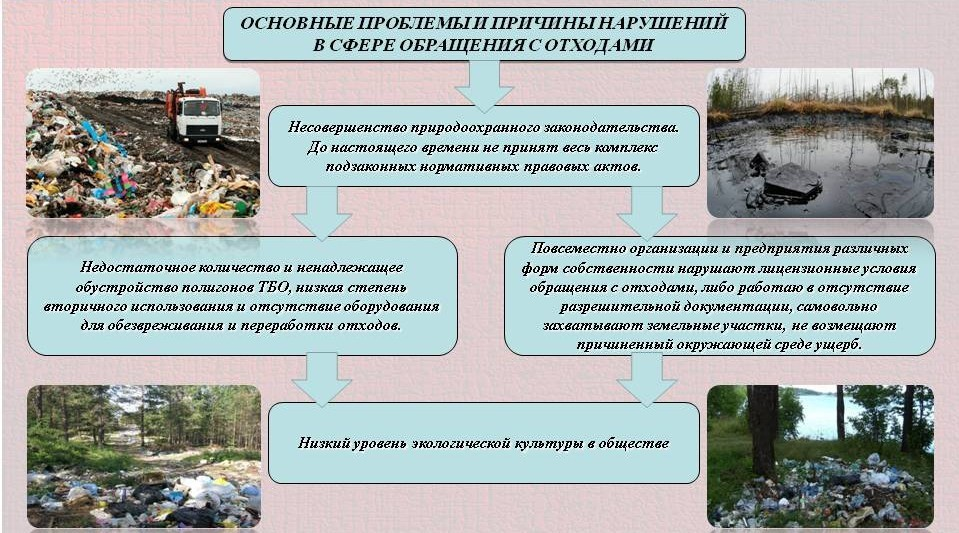 ОСНОВНЫЕ ПРОБЛЕМЫ И ПРИЧИНЫ НАРУШЕНИЙ
В СФЕРЕ ОБРАЩЕНИЯ С ОТХОДАМИ
Несовершенство природоохранного законодательства.
До настоящего времени не принят весь комплекс
подзаконных нормативных правовых актов.
Недостаточное количество и ненадлежащее
обустройство полигонов ТБО, низкая степень
вторичного использования и отсутствие оборудования
для обезвреживания и переработки отходов.
Повсеместно организации и предприятия различных
форм собственности нарушают лицензионные условия
обращения с отходами, либо работаю в отсутствие
разрешительной документации, самовольно
захватывают земельные участки, не возмещают
причиненный окружающей среде ущерб.
Низкий уровень экологической культуры в обществе